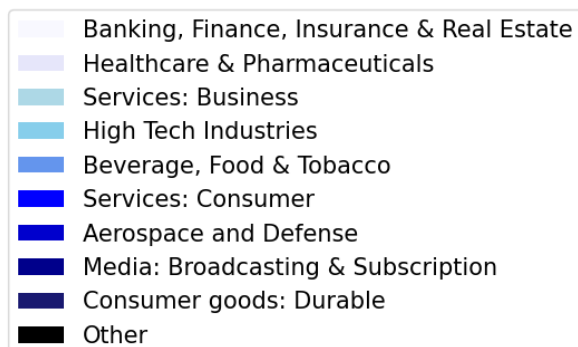 Banking, Finance, Insurance & Real Estate
Healthcare & Pharmaceuticals
Services: Business
High Tech Industries
Beverage, Food & Tobacco
Services: Consumer
Aerospace and Defense
Media: Broadcasting & Subscription
Consumer goods: Durable
Other